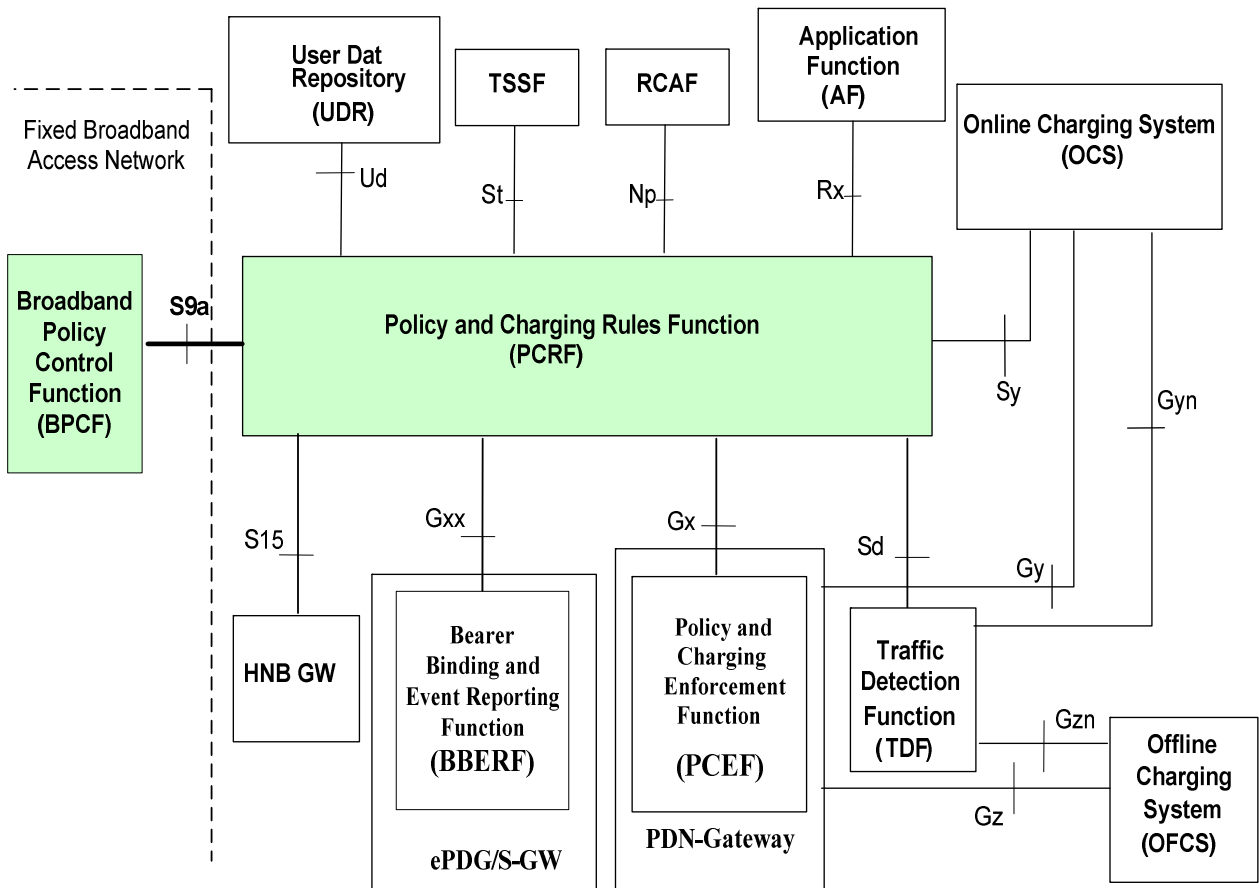 User Dat
Repository
(UDR)
TSSF
RCAF
Application
Function
(AF)
Online Charging System
(OCS)
Fixed Broadband
Access Network
Ud
St
Np
Rx
Broadband
Policy
Control
Function
(BPCF)
S9a
Policy and Charging Rules Function
(PCRF)
Sy
Gyn
S15
Gxx
Gx
Sd
Gy
HNB GW
Bearer
Binding and
Event Reporting
Function
(BBERF)
ePDG/S-GW
Policy and
Charging
Enforcement
Function
(PCEF)
PDN-Gateway
Traffic
Detection
Function
(TDF)
Gzn
Gz
Offline
Charging
System
(OFCS)